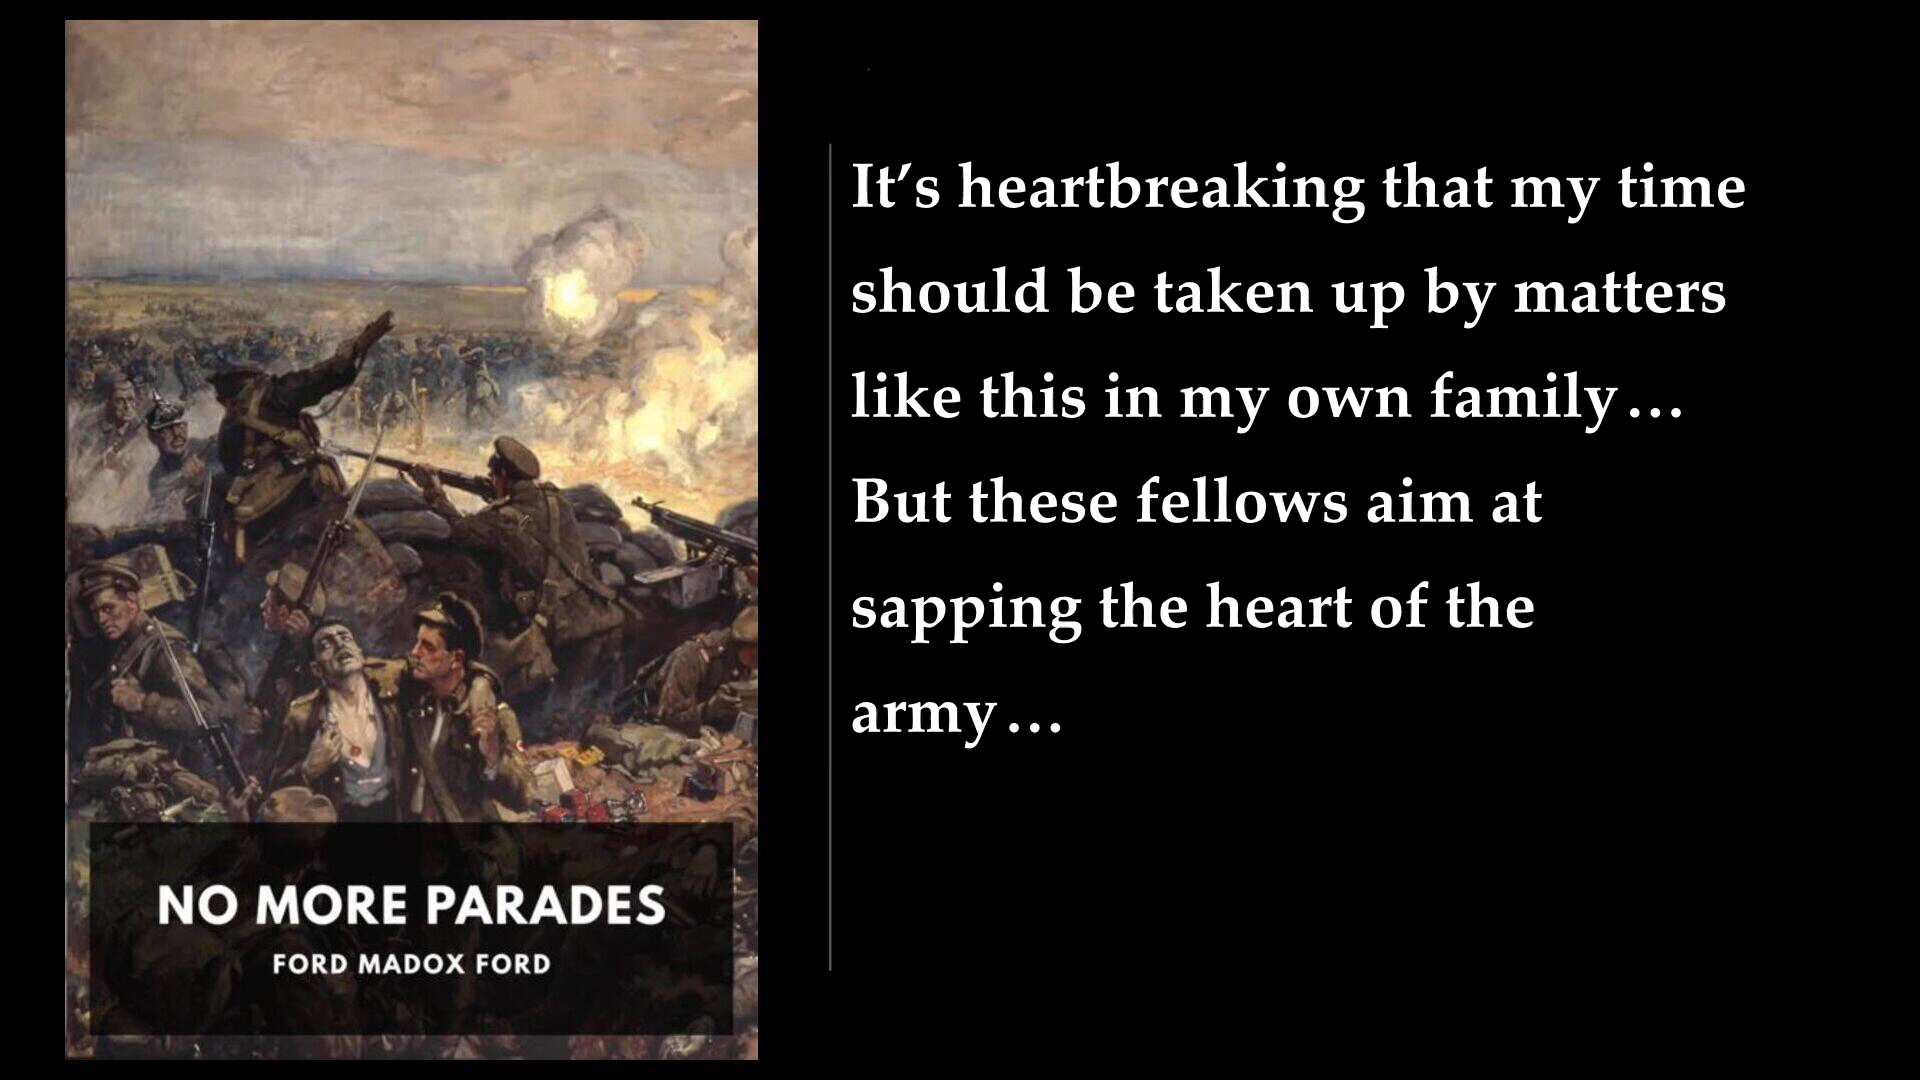 It’s heartbreaking that my time
should be taken up by matters
like this in my own family…
But these fellows aim at
sapping the heart of the
army…
NO MORE PARADES
FORD MADOX FORD